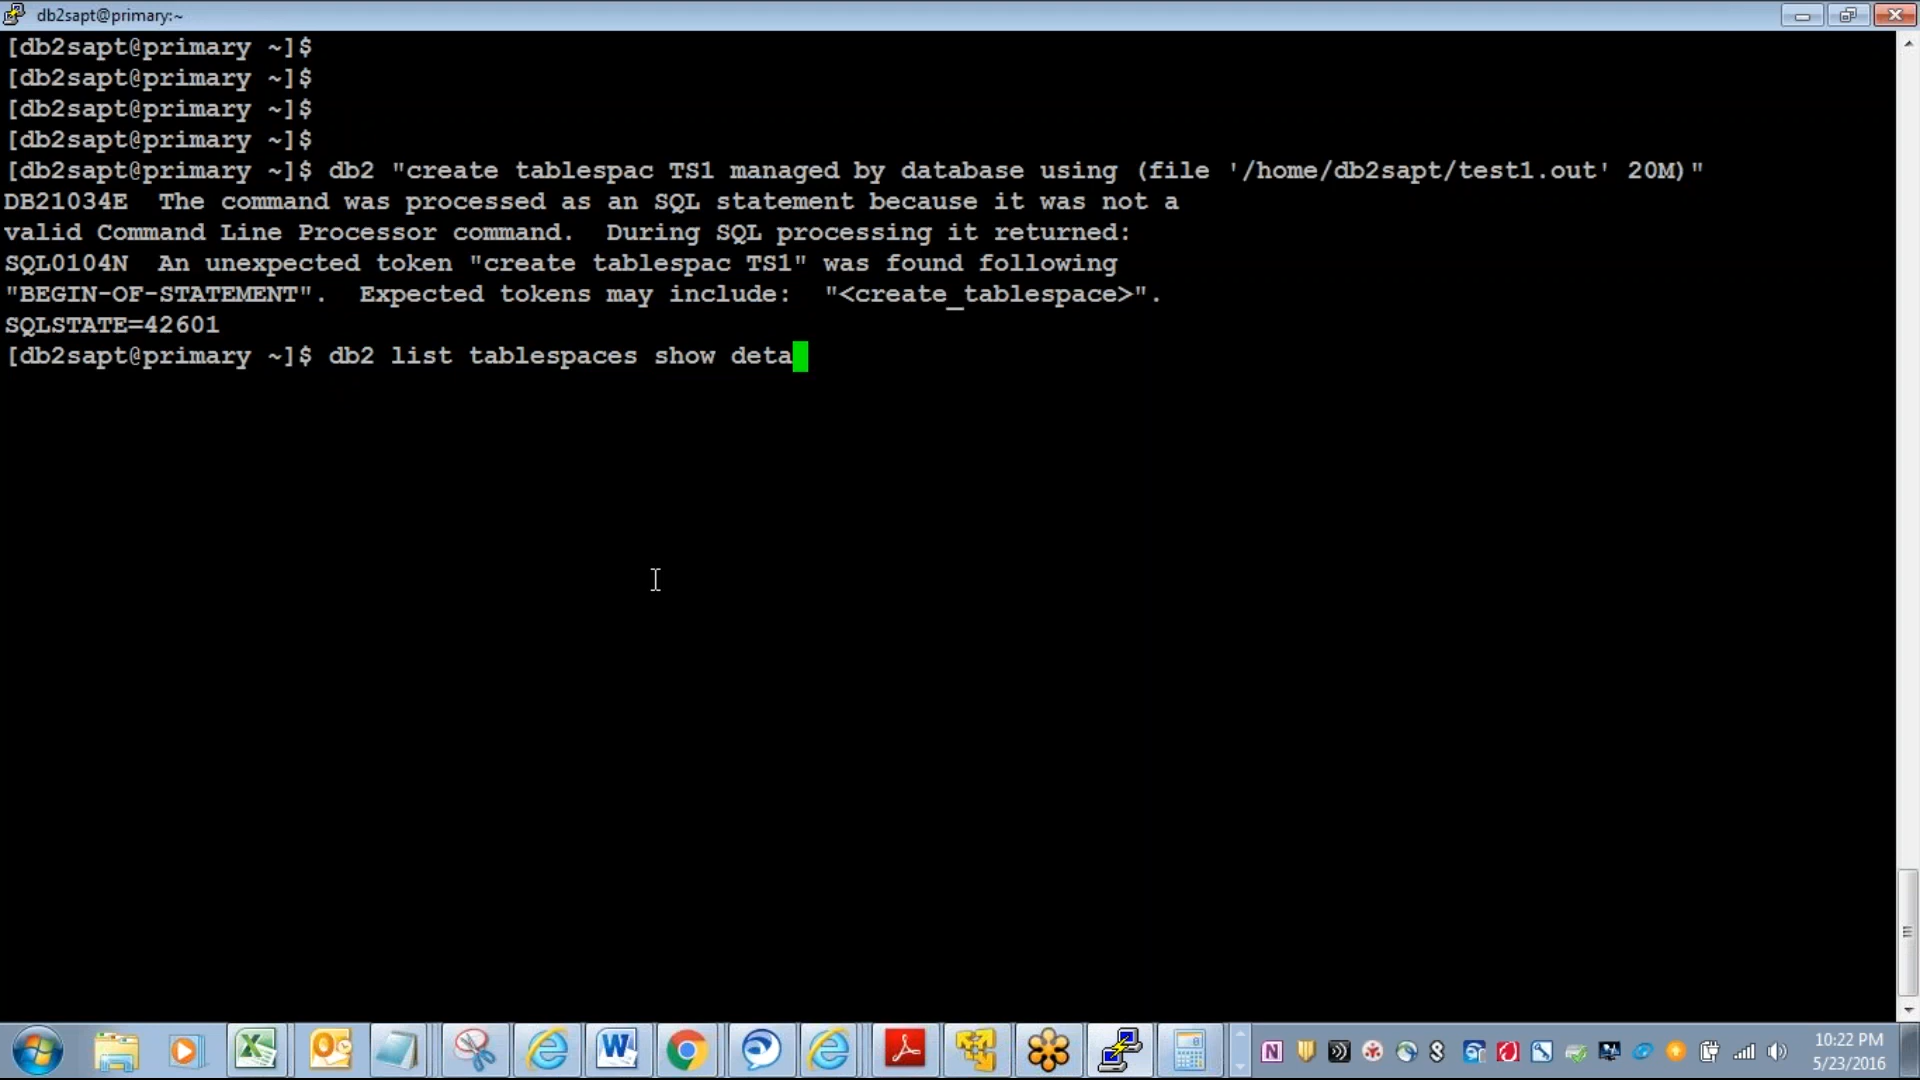 db2sapt@primary:~
[db2sapt@primary ~]$
[db2sapt@primary ~]$
[db2sapt@primary ~]$
[db2sapt@primary ~]$
[db2sapt@primary ~]$ db2 "create tablespac TS1 managed by database using (file '/home/db2sapt/test1.out' 20M)"
DB21034E  The command was processed as an SQL statement because it was not a
valid Command Line Processor command.  During SQL processing it returned:
SQL0104N  An unexpected token "create tablespac TS1" was found following
"BEGIN-OF-STATEMENT".  Expected tokens may include:  "<create_tablespace>".
SQLSTATE=42601
[db2sapt@primary ~]$ db2 list tablespaces show deta
10:22 PM
5/23/2016